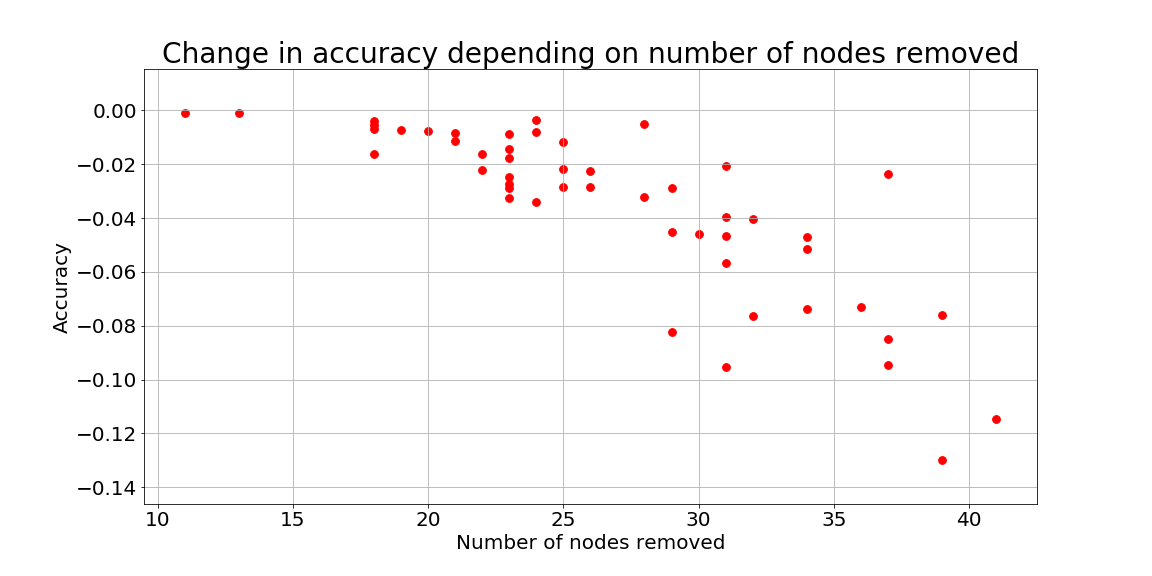 Change in accuracy depending on number of nodes removed
0.00
−0.02
−0.04
−0.06
−0.08
−0.10
−0.12
−0.14
Accuracy
10 15 20 25 30 35 40
Number of nodes removed